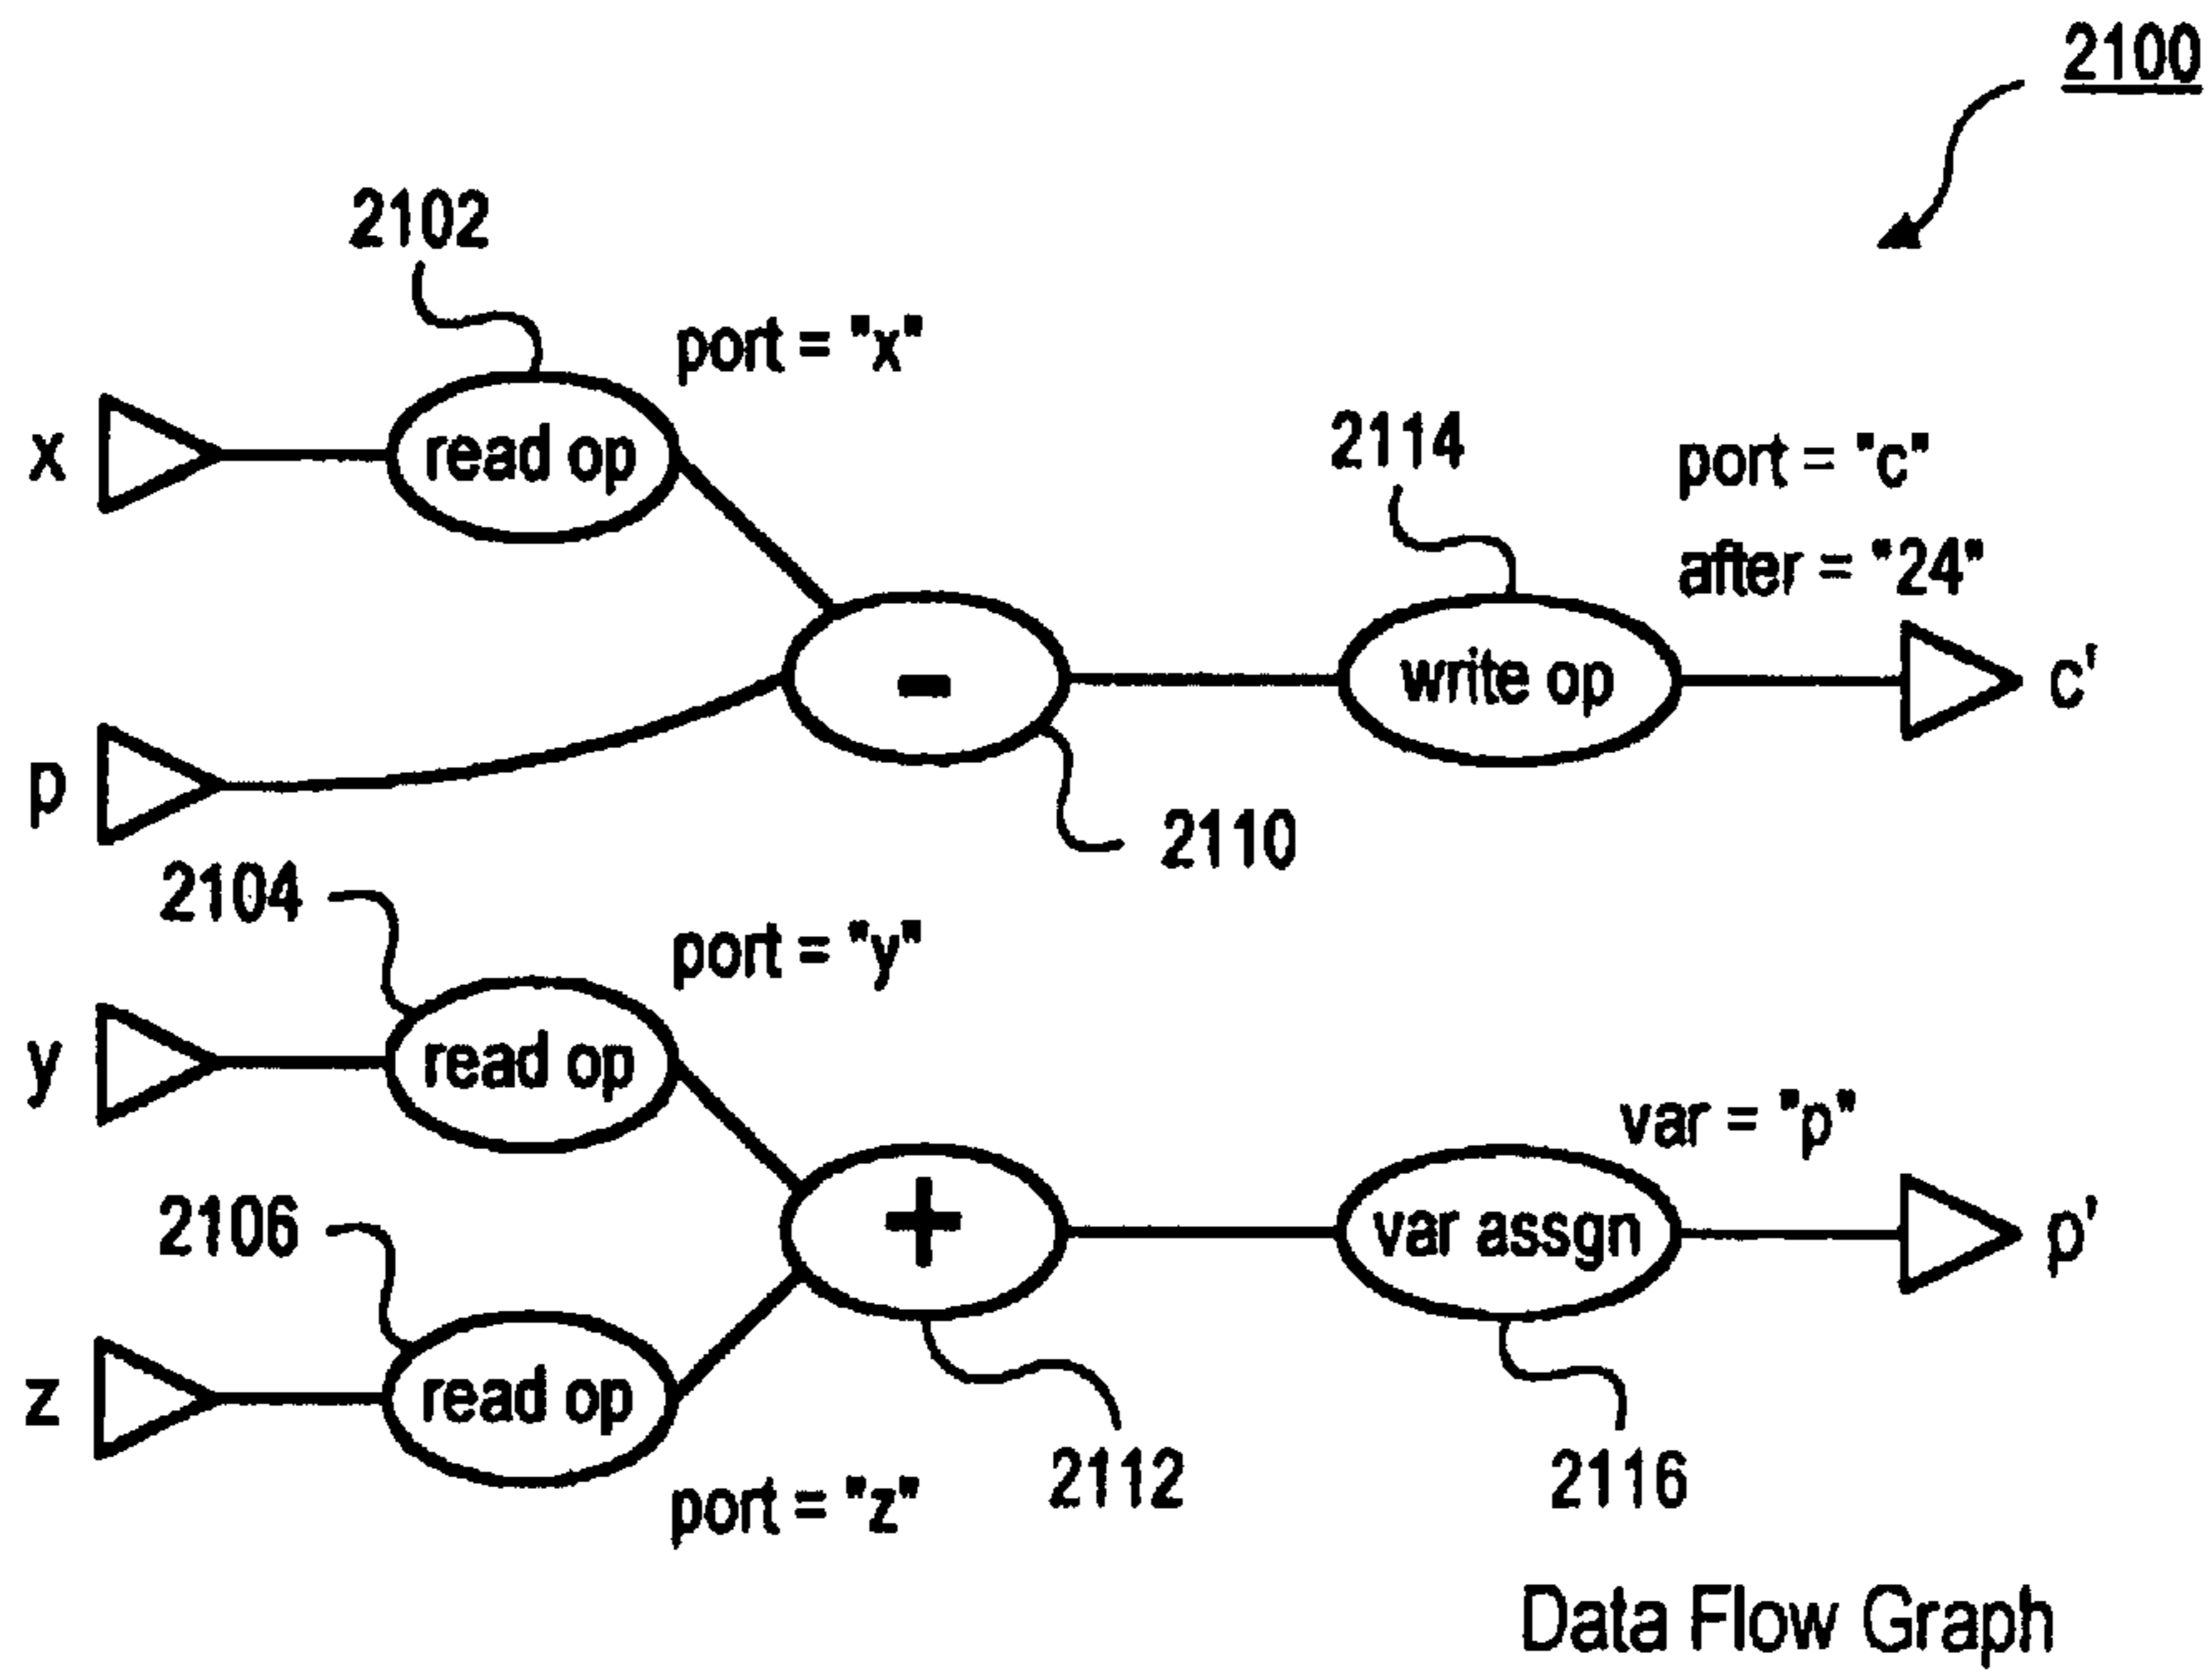 2100
2102
port = "x"
x
read op
2114
port = "c"
after = "24"
-
write op
c'
p
2110
2104
port = "y"
y
read op
var = "p"
2106
+
var assgn
p'
z
read op
port = "z"
2112
2116
Data Flow Graph